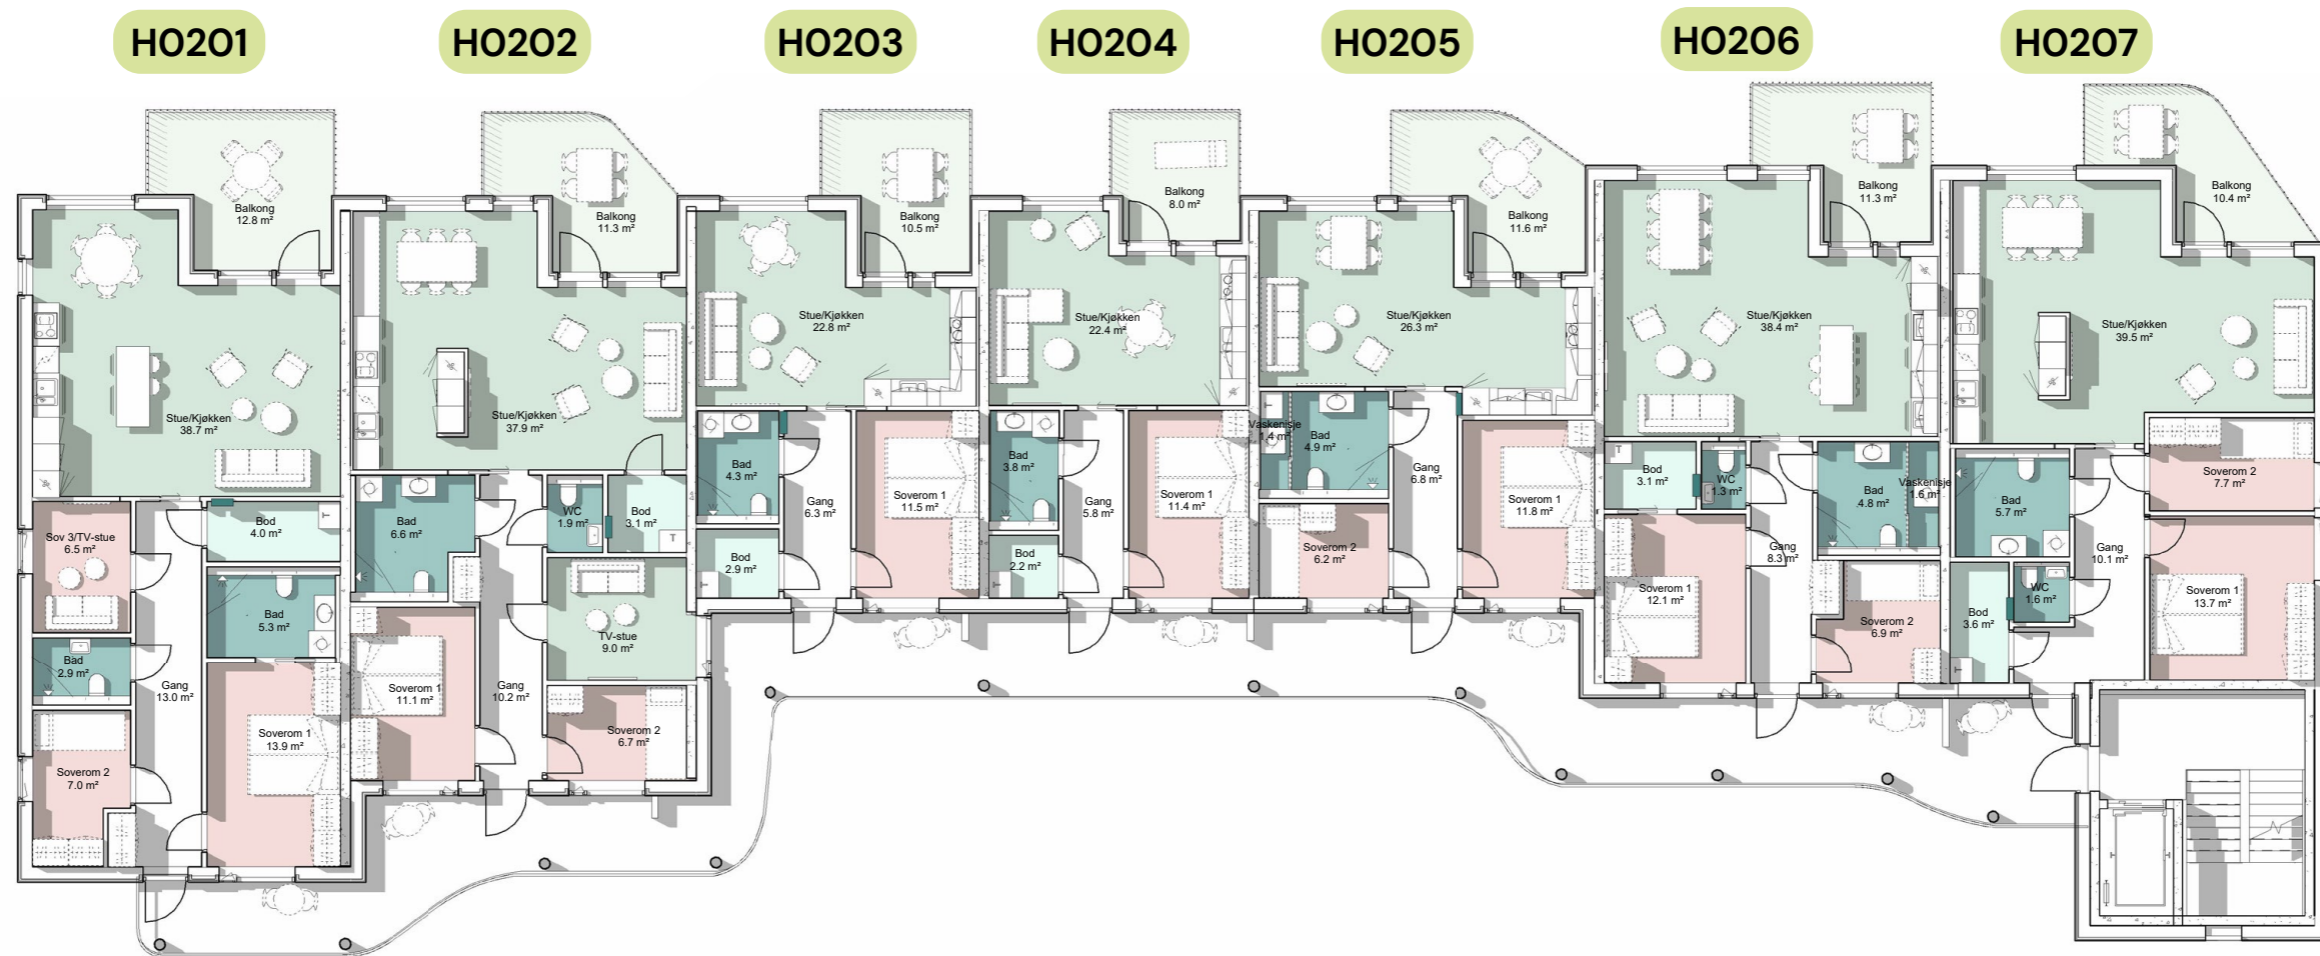 H0201
H0202
H0203
H0204
H0205
H0206
H0207
Balkong
12.8 m²
Stue/Kjøkken
38.7 m²
Sov 3/TV-stue
6.5 m²
Bod
4.0 m²
Bad
5.3 m²
Bad
2.9 m²
Gang
13.0 m²
Soverom 1
13.9 m²
Soverom 2
7.0 m²
Balkong
11.3 m²
Stue/Kjøkken
37.9 m²
Bad
6.6 m²
WC
1.9 m²
Bod
3.1 m²
TV-stue
9.0 m²
Soverom 1
11.1 m²
Gang
10.2 m²
Soverom 2
6.7 m²
Balkong
10.5 m²
Stue/Kjøkken
22.8 m²
Bad
4.3 m²
Gang
6.3 m²
Soverom 1
11.5 m²
Bod
2.9 m²
Balkong
8.0 m²
Stue/Kjøkken
22.4 m²
Bad
3.8 m²
Gang
5.8 m²
Soverom 1
11.4 m²
Bod
2.2 m²
Balkong
11.6 m²
Stue/Kjøkken
26.3 m²
Vaskenisje
1.4 m²
Bad
4.9 m²
Gang
6.8 m²
Soverom 1
11.8 m²
Soverom 2
6.2 m²
Balkong
11.3 m²
Stue/Kjøkken
38.4 m²
Bod
3.1 m²
WC
1.3 m²
Bad
4.8 m²
Vaskenisje
1.6 m²
Gang
8.3 m²
Soverom 1
12.1 m²
Soverom 2
6.9 m²
Balkong
10.4 m²
Stue/Kjøkken
39.5 m²
Soverom 2
7.7 m²
Bad
5.7 m²
Gang
10.1 m²
WC
1.6 m²
Bod
3.6 m²
Soverom 1
13.7 m²